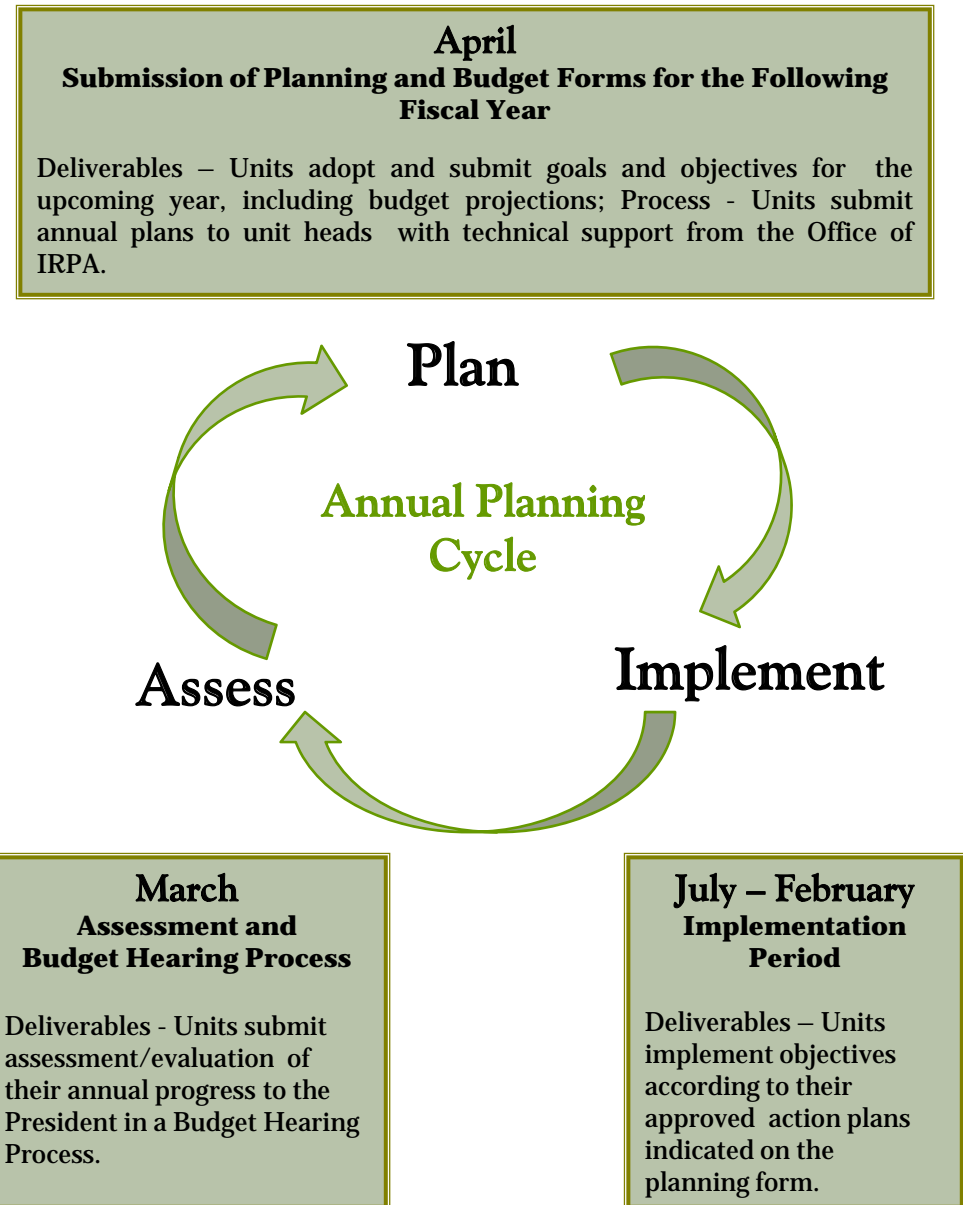 April
Submission of Planning and Budget Forms for the Following
Fiscal Year
Deliverables – Units adopt and submit goals and objectives for the
upcoming year, including budget projections; Process - Units submit
annual plans to unit heads with technical support from the Office of
IRPA.
Plan
Annual Planning
Cycle
Assess
Implement
March
Assessment and
Budget Hearing Process
Deliverables - Units submit
assessment/evaluation of
their annual progress to the
President in a Budget Hearing
Process.
July – February
Implementation
Period
Deliverables – Units
implement objectives
according to their
approved action plans
indicated on the
planning form.